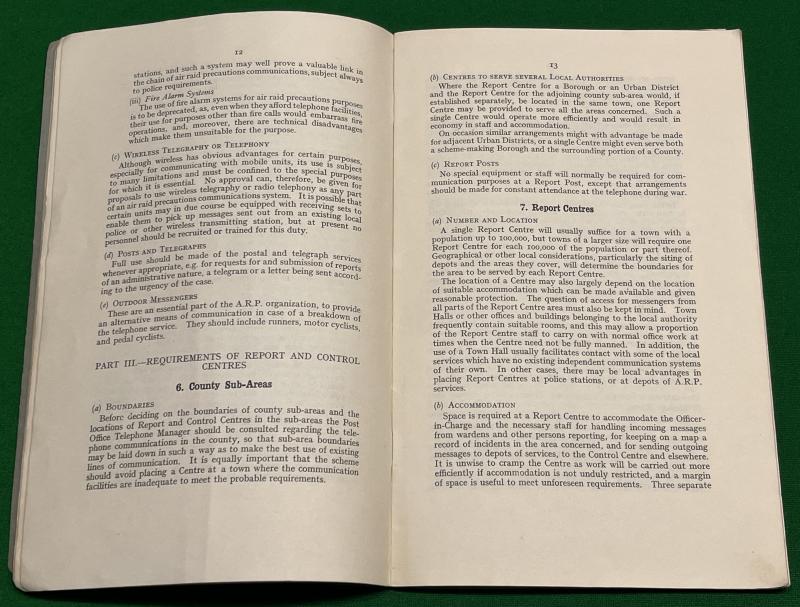 12
stations, and such a system may well prove a valuable link in
the chain of air raid precautions communications, subject always
to police requirements.
(iii) Fire Alarm Systems
The use of fire alarm systems for air raid precautions purposes
is to be deprecated, as, even when they afford telephone facilities,
their use for purposes other than fire calls would embarrass fire
operations, and, moreover, there are technical disadvantages
which make them unsuitable for the purpose.
(c) WIRELESS TELEGRAPHY OR TELEPHONY
Although wireless has obvious advantages for certain purposes,
especially for communicating with mobile units, its use is subject
to many limitations and must be confined to the special purposes
for which it is essential. No approval can, therefore, be given for
proposals to use wireless telegraphy or radio telephony as any part
of an air raid precautions communications system. It is possible that
certain units may in due course be equipped with receiving sets to
enable them to pick up messages sent out from an existing local
police or other wireless transmitting station, but at present no
personnel should be recruited or trained for this duty.
(d) POSTS AND TELEGRAPHS
Full use should be made of the postal and telegraph services
whenever appropriate, e.g. for requests for and submission of reports
of an administrative nature, a telegram or a letter being sent accord-
ing to the urgency of the case.
(e) OUTDOOR MESSENGERS
These are an essential part of the A.R.P. organization, to provide
an alternative means of communication in case of a breakdown of
the telephone service. They should include runners, motor cyclists,
and pedal cyclists.
PART III.—REQUIREMENTS OF REPORT AND CONTROL
CENTRES
6. County Sub-Areas
(a) BOUNDARIES
Before deciding on the boundaries of county sub-areas and the
locations of Report and Control Centres in the sub-areas the Post
Office Telephone Manager should be consulted regarding the tele-
phone communications in the county, so that sub-area boundaries
may be laid down in such a way as to make the best use of existing
lines of communication. It is equally important that the scheme
should avoid placing a Centre at a town where the communication
facilities are inadequate to meet the probable requirements.
13
(b) CENTRES TO SERVE SEVERAL LOCAL AUTHORITIES
Where the Report Centre for a Borough or an Urban District
and the Report Centre for the adjoining county sub-area would, if
established separately, be located in the same town, one Report
Centre may be provided to serve all the areas concerned. Such a
single Centre would operate more efficiently and would result in
economy in staff and accommodation.
On occasion similar arrangements might with advantage be made
for adjacent Urban Districts, or a single Centre might even serve both
a scheme-making Borough and the surrounding portion of a County.
(c) REPORT POSTS
No special equipment or staff will normally be required for com-
munication purposes at a Report Post, except that arrangements
should be made for constant attendance at the telephone during war.
7. Report Centres
(a) NUMBER AND LOCATION
A single Report Centre will usually suffice for a town with a
population up to 100,000, but towns of a larger size will require one
Report Centre for each 100,000 of the population or part thereof.
Geographical or other local considerations, particularly the siting of
depots and the areas they cover, will determine the boundaries for
the area to be served by each Report Centre.
The location of a Centre may also largely depend on the location
of suitable accommodation which can be made available and given
reasonable protection. The question of access for messengers from
all parts of the Report Centre area must also be kept in mind. Town
Halls or other offices and buildings belonging to the local authority
frequently contain suitable rooms, and this may allow a proportion
of the Report Centre staff to carry on with normal office work at
times when the Centre need not be fully manned. In addition, the
use of a Town Hall usually facilitates contact with some of the local
services which have no existing independent communication systems
of their own. In other cases, there may be local advantages in
placing Report Centres at police stations, or at depots of A.R.P.
services.
(b) ACCOMMODATION
Space is required at a Report Centre to accommodate the Officer-
in-Charge and the necessary staff for handling incoming messages
from wardens and other persons reporting, for keeping on a map a
record of incidents in the area concerned, and for sending outgoing
messages to depots of services, to the Control Centre and elsewhere.
It is unwise to cramp the Centre as work will be carried out more
efficiently if accommodation is not unduly restricted, and a margin
of space is useful to meet unforeseen requirements. Three separate